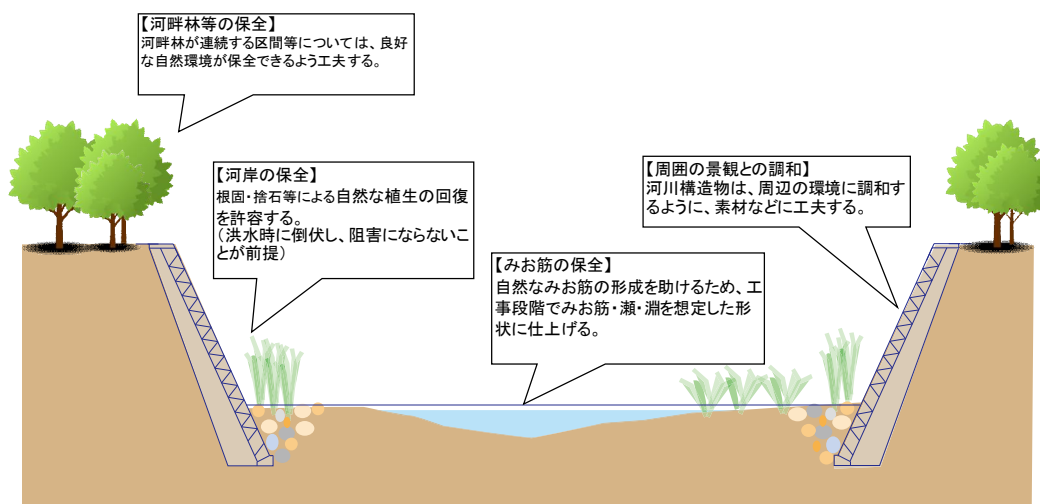 【河畔林等の保全】
河畔林が連続する区間等については、良好
な自然環境が保全できるよう工夫する。
【河岸の保全】
根固・捨石等による自然な植生の回復
を許容する。
（洪水時に倒伏し、阻害にならないこ
とが前提）
【周囲の景観との調和】
河川構造物は、周辺の環境に調和す
るように、素材などに工夫する。
【みお筋の保全】
自然なみお筋の形成を助けるため、工
事段階でみお筋・瀬・淵を想定した形
状に仕上げる。